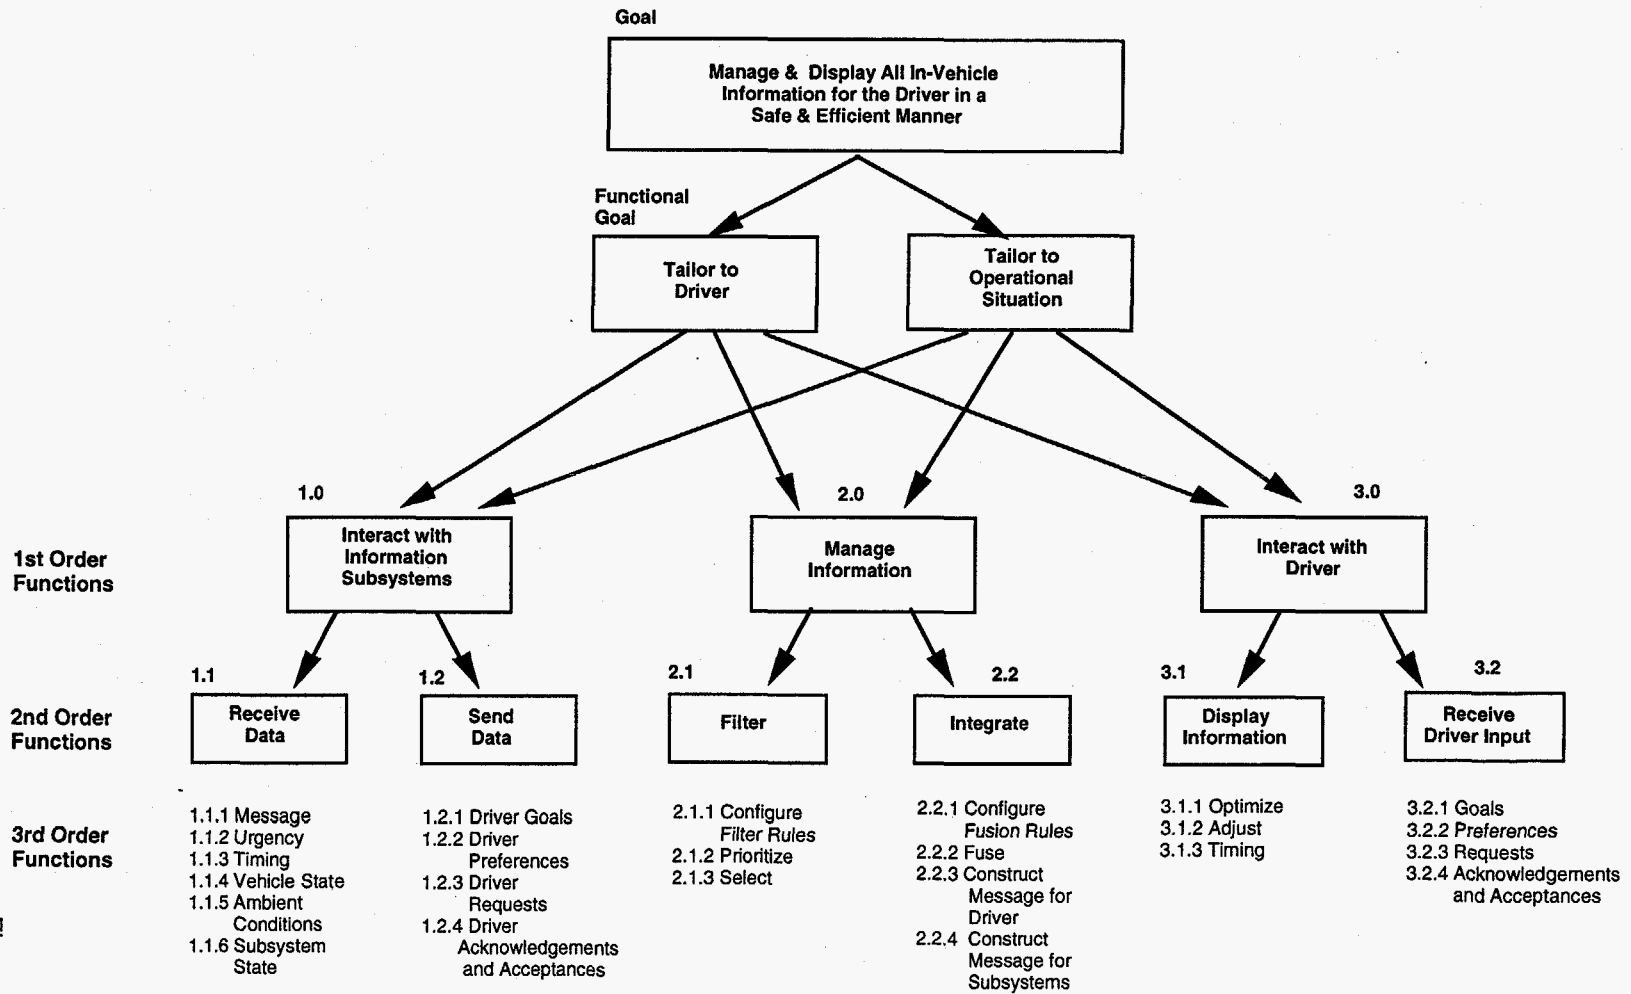 Goal
Manage & Display All In-Vehicle
Information for the Driver in a
Safe & Efficient Manner
Functional
Goal
Tailor to
Driver
Tailor to
Operational
Situation
1.0
2.0
3.0
1st Order
Functions
Interact with
Information
Subsystems
Manage
Information
Interact with
Driver
1.1
1.2
2.1
2.2
3.1
3.2
2nd Order
Functions
Receive
Data
Send
Data
Filter
Integrate
Display
Information
Receive
Driver Input
3rd Order
Functions
1.1.1 Message
1.1.2 Urgency
1.1.3 Timing
1.1.4 Vehicle State
1.1.5 Ambient
Conditions
1.1.6 Subsystem
State
1.2.1 Driver Goals
1.2.2 Driver
Preferences
1.2.3 Driver
Requests
1.2.4 Driver
Acknowledgements
and Acceptances
2.1.1 Configure
Filter Rules
2.1.2 Prioritize
2.1.3 Select
2.2.1 Configure
Fusion Rules
2.2.2 Fuse
2.2.3 Construct
Message for
Driver
2.2.4 Construct
Message for
Subsystems
3.1.1 Optimize
3.1.2 Adjust
3.1.3 Timing
3.2.1 Goals
3.2.2 Preferences
3.2.3 Requests
3.2.4 Acknowledgements
and Acceptances